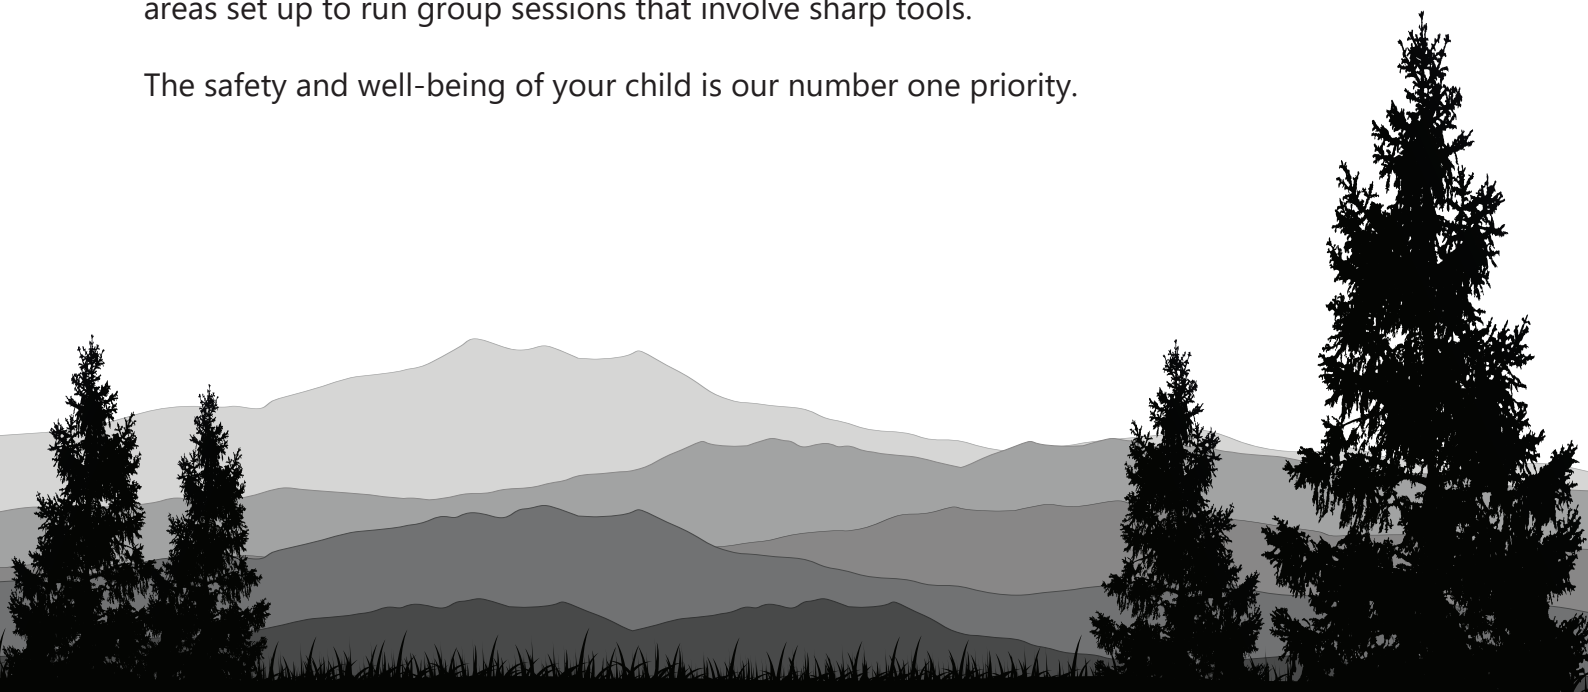 areas set up to run group sessions that involve sharp tools.
The safety and well-being of your child is our number one priority.